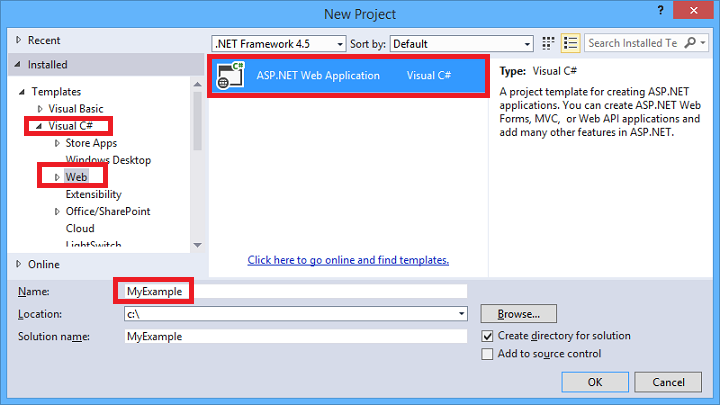 New Project
Recent
.NET Framework 4.5
Sort by:
Default
Search Installed Te
Installed
Templates
Visual Basic
Visual C#
Store Apps
Windows Desktop
Web
Extensibility
Office/SharePoint
Cloud
LightSwitch
Online
C#
ASP.NET Web Application
Visual C#
Click here to go online and find templates.
Type: Visual C#
A project template for creating ASP.NET
applications. You can create ASP.NET Web
Forms, MVC, or Web API applications and
add many other features in ASP.NET.
Name:
MyExample
Location:
c:\
Browse...
Solution name:
MyExample
Create directory for solution
Add to source control
OK
Cancel